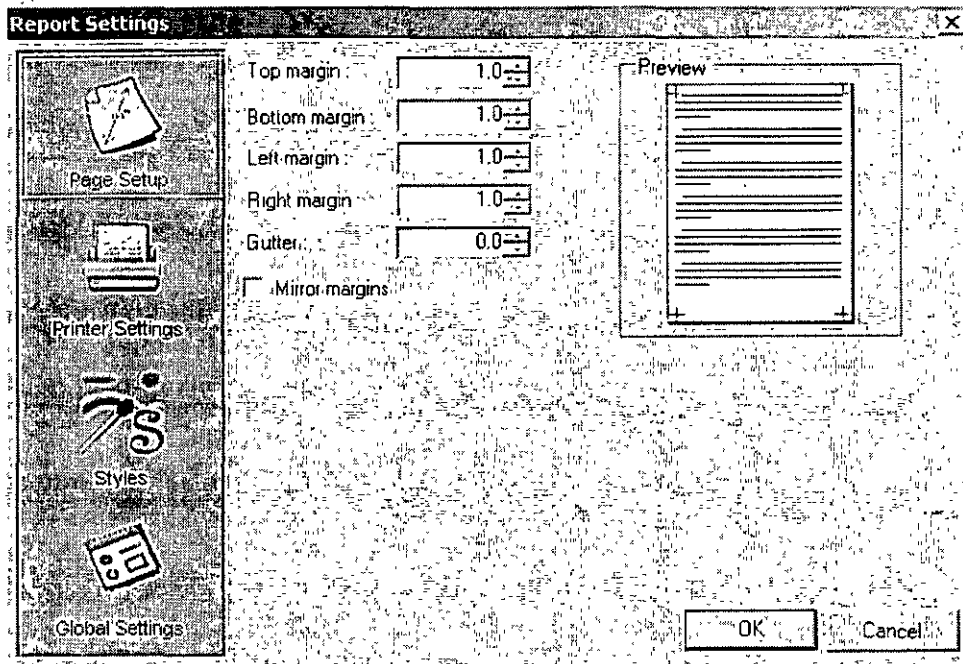 Report Settings
Page Setup
Printer Settings
Styles
Global Settings
Top margin : 1.0
Bottom margin : 1.0
Left margin : 1.0
Right margin 1.0
Gutter : 0.0
Mirror margins
Preview
OK
Cancel